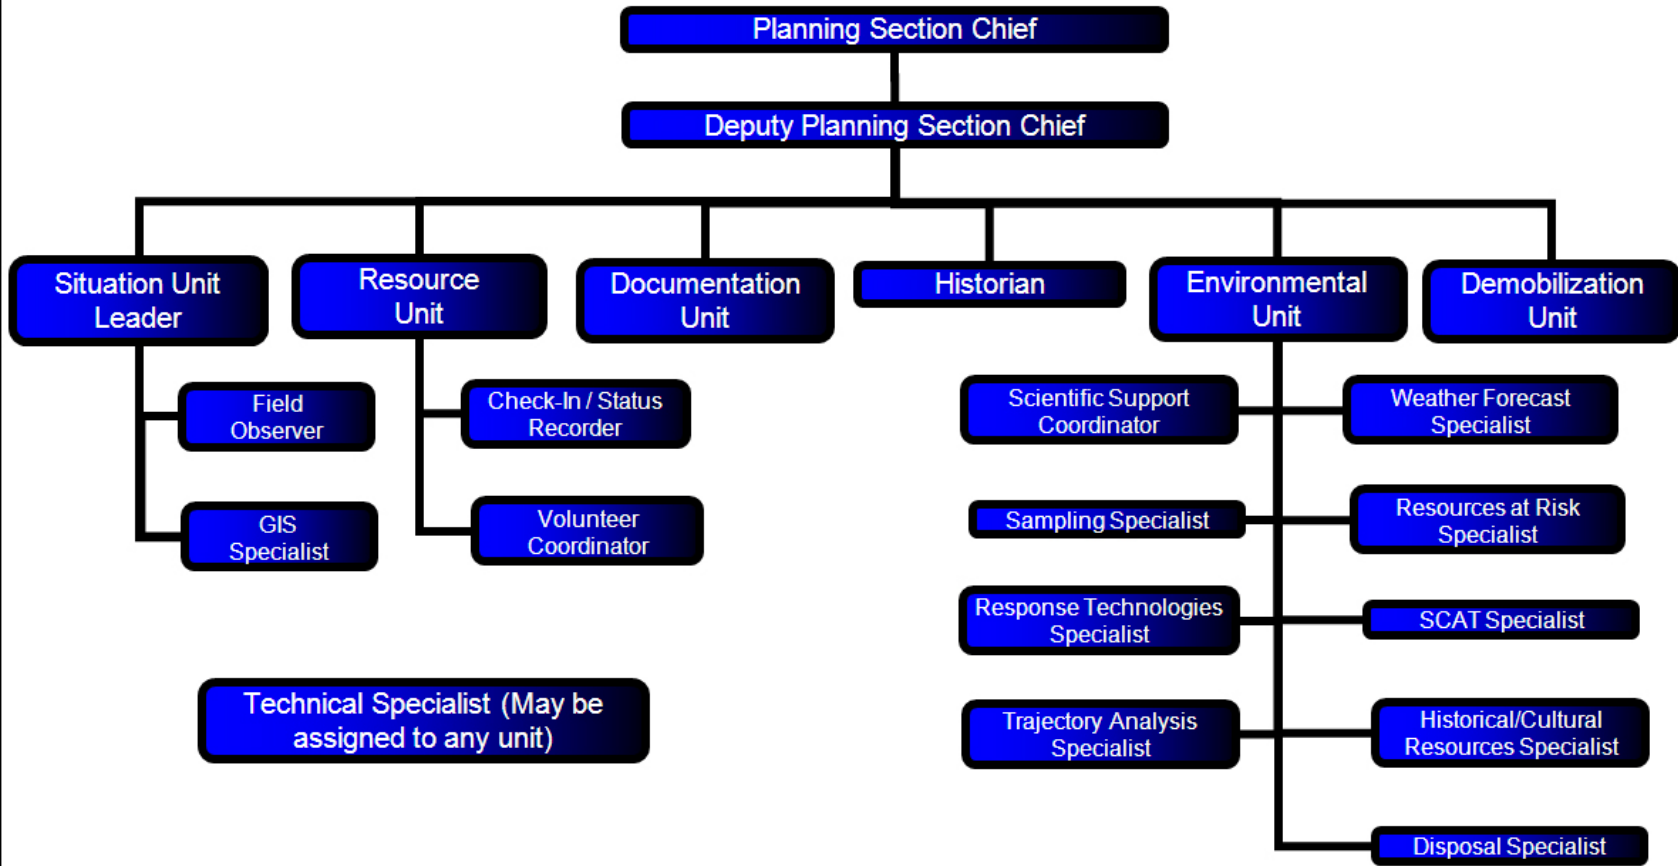 Planning Section Chief
Deputy Planning Section Chief
Situation Unit
Leader
Resource
Unit
Documentation
Unit
Historian
Environmental
Unit
Demobilization
Unit
Field
Observer
GIS
Specialist
Check-In / Status
Recorder
Volunteer
Coordinator
Scientific Support
Coordinator
Weather Forecast
Specialist
Sampling Specialist
Resources at Risk
Specialist
Response Technologies
Specialist
SCAT Specialist
Trajectory Analysis
Specialist
Historical/Cultural
Resources Specialist
Disposal Specialist
Technical Specialist (May be
assigned to any unit)